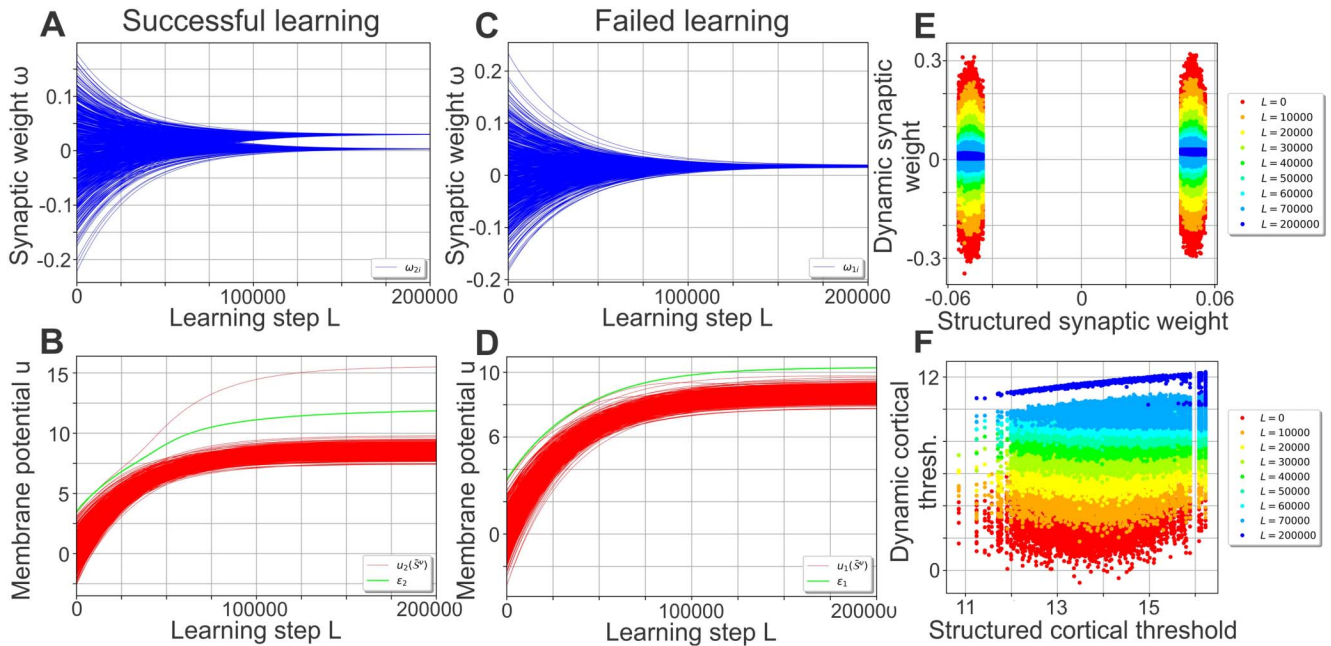 A
Successful learning
Synaptic weight ω
0.1
0
-0.1
-0.2
0
100000
200000
Learning step L
ω2i
B
Membrane potential u
15
10
5
0
0
100000
200000
Learning step L
u2(S̃^μ)
ε2
C
Failed learning
Synaptic weight ω
0.2
0.1
0
-0.1
-0.2
0
100000
200000
Learning step L
ω1i
D
Membrane potential u
10
6
0
0
100000
200000
Learning step L
u1(S̃^μ)
ε1
E
Dynamic synaptic
weight
0.3
0
-0.3
-0.06
0
0.06
Structured synaptic weight
L = 0
L = 10000
L = 20000
L = 30000
L = 40000
L = 50000
L = 60000
L = 70000
L = 200000
F
Dynamic cortical
thresh.
12
0
11
13
15
Structured cortical threshold
L = 0
L = 10000
L = 20000
L = 30000
L = 40000
L = 50000
L = 60000
L = 70000
L = 200000